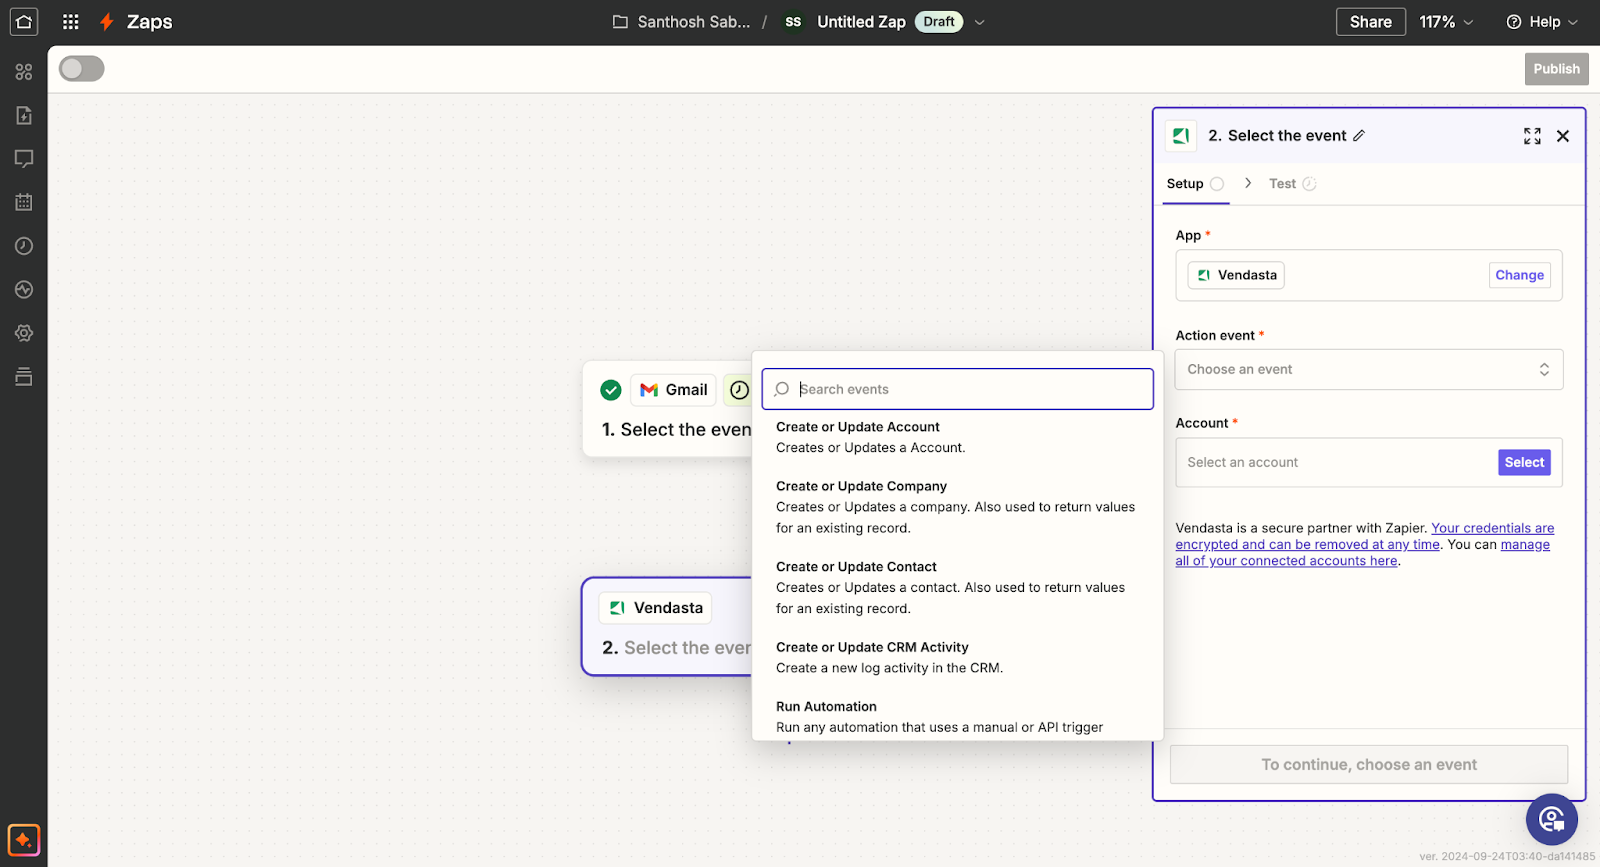 Zaps
Santhosh Sab... / SS Untitled Zap Draft
Share 117% Help
Publish
2. Select the event
Setup Test
App *
Vendasta Change
Action event *
Choose an event
Account *
Select an account Select
Vendasta is a secure partner with Zapier. Your credentials are
encrypted and can be removed at any time. You can manage
all of your connected accounts here.
To continue, choose an event
Gmail
1. Select the even
Vendasta
2. Select the ever
Search events
Create or Update Account
Creates or Updates a Account.
Create or Update Company
Creates or Updates a company. Also used to return values
for an existing record.
Create or Update Contact
Creates or Updates a contact. Also used to return values
for an existing record.
Create or Update CRM Activity
Create a new log activity in the CRM.
Run Automation
Run any automation that uses a manual or API trigger
ver. 2024-09-24T03:40-da141485